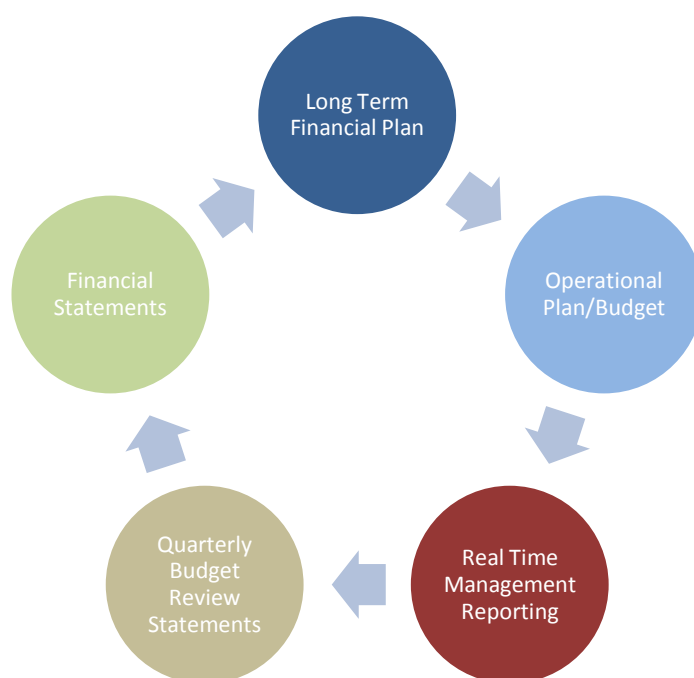 Long Term
Financial Plan
Operational
Plan/Budget
Real Time
Management
Reporting
Quarterly
Budget
Review
Statements
Financial
Statements